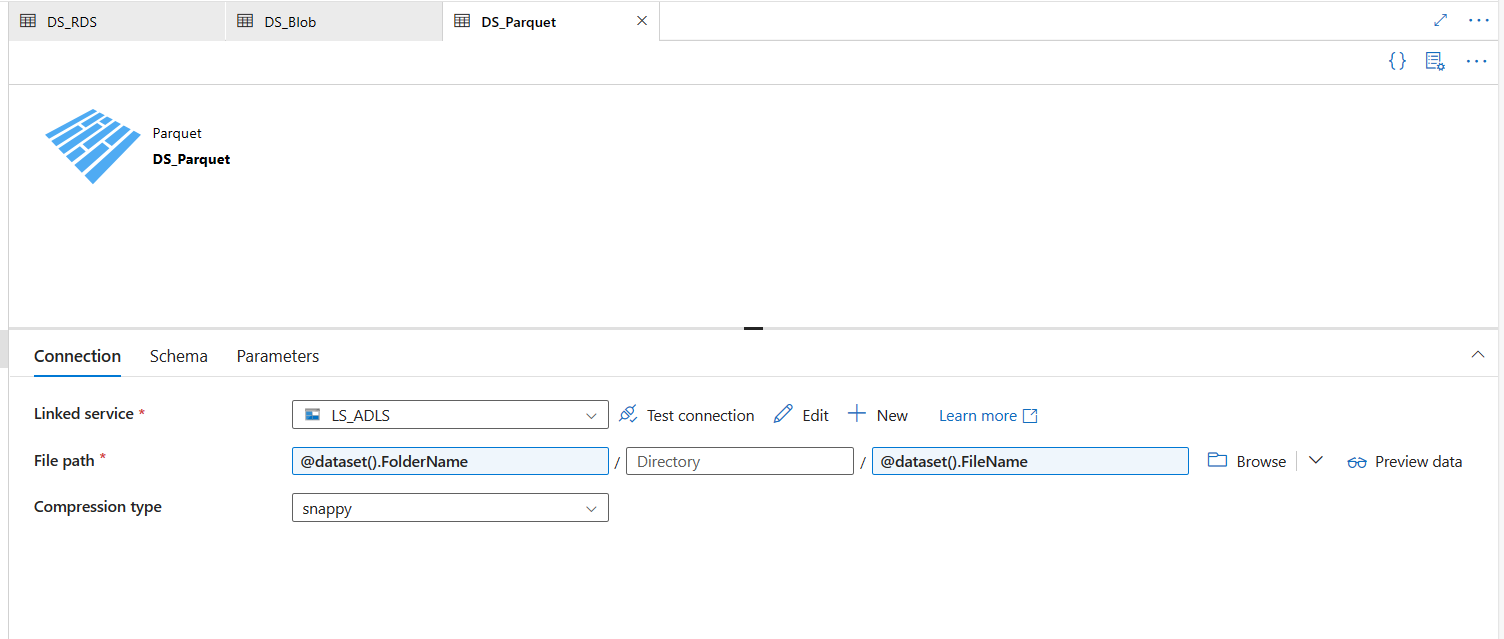 DS_RDS DS_Blob DS_Parquet
{}
Parquet
DS_Parquet
Connection Schema Parameters
Linked service * LS_ADLS Test connection Edit New Learn more
File path * @dataset().FolderName / Directory / @dataset().FileName Browse Preview data
Compression type snappy